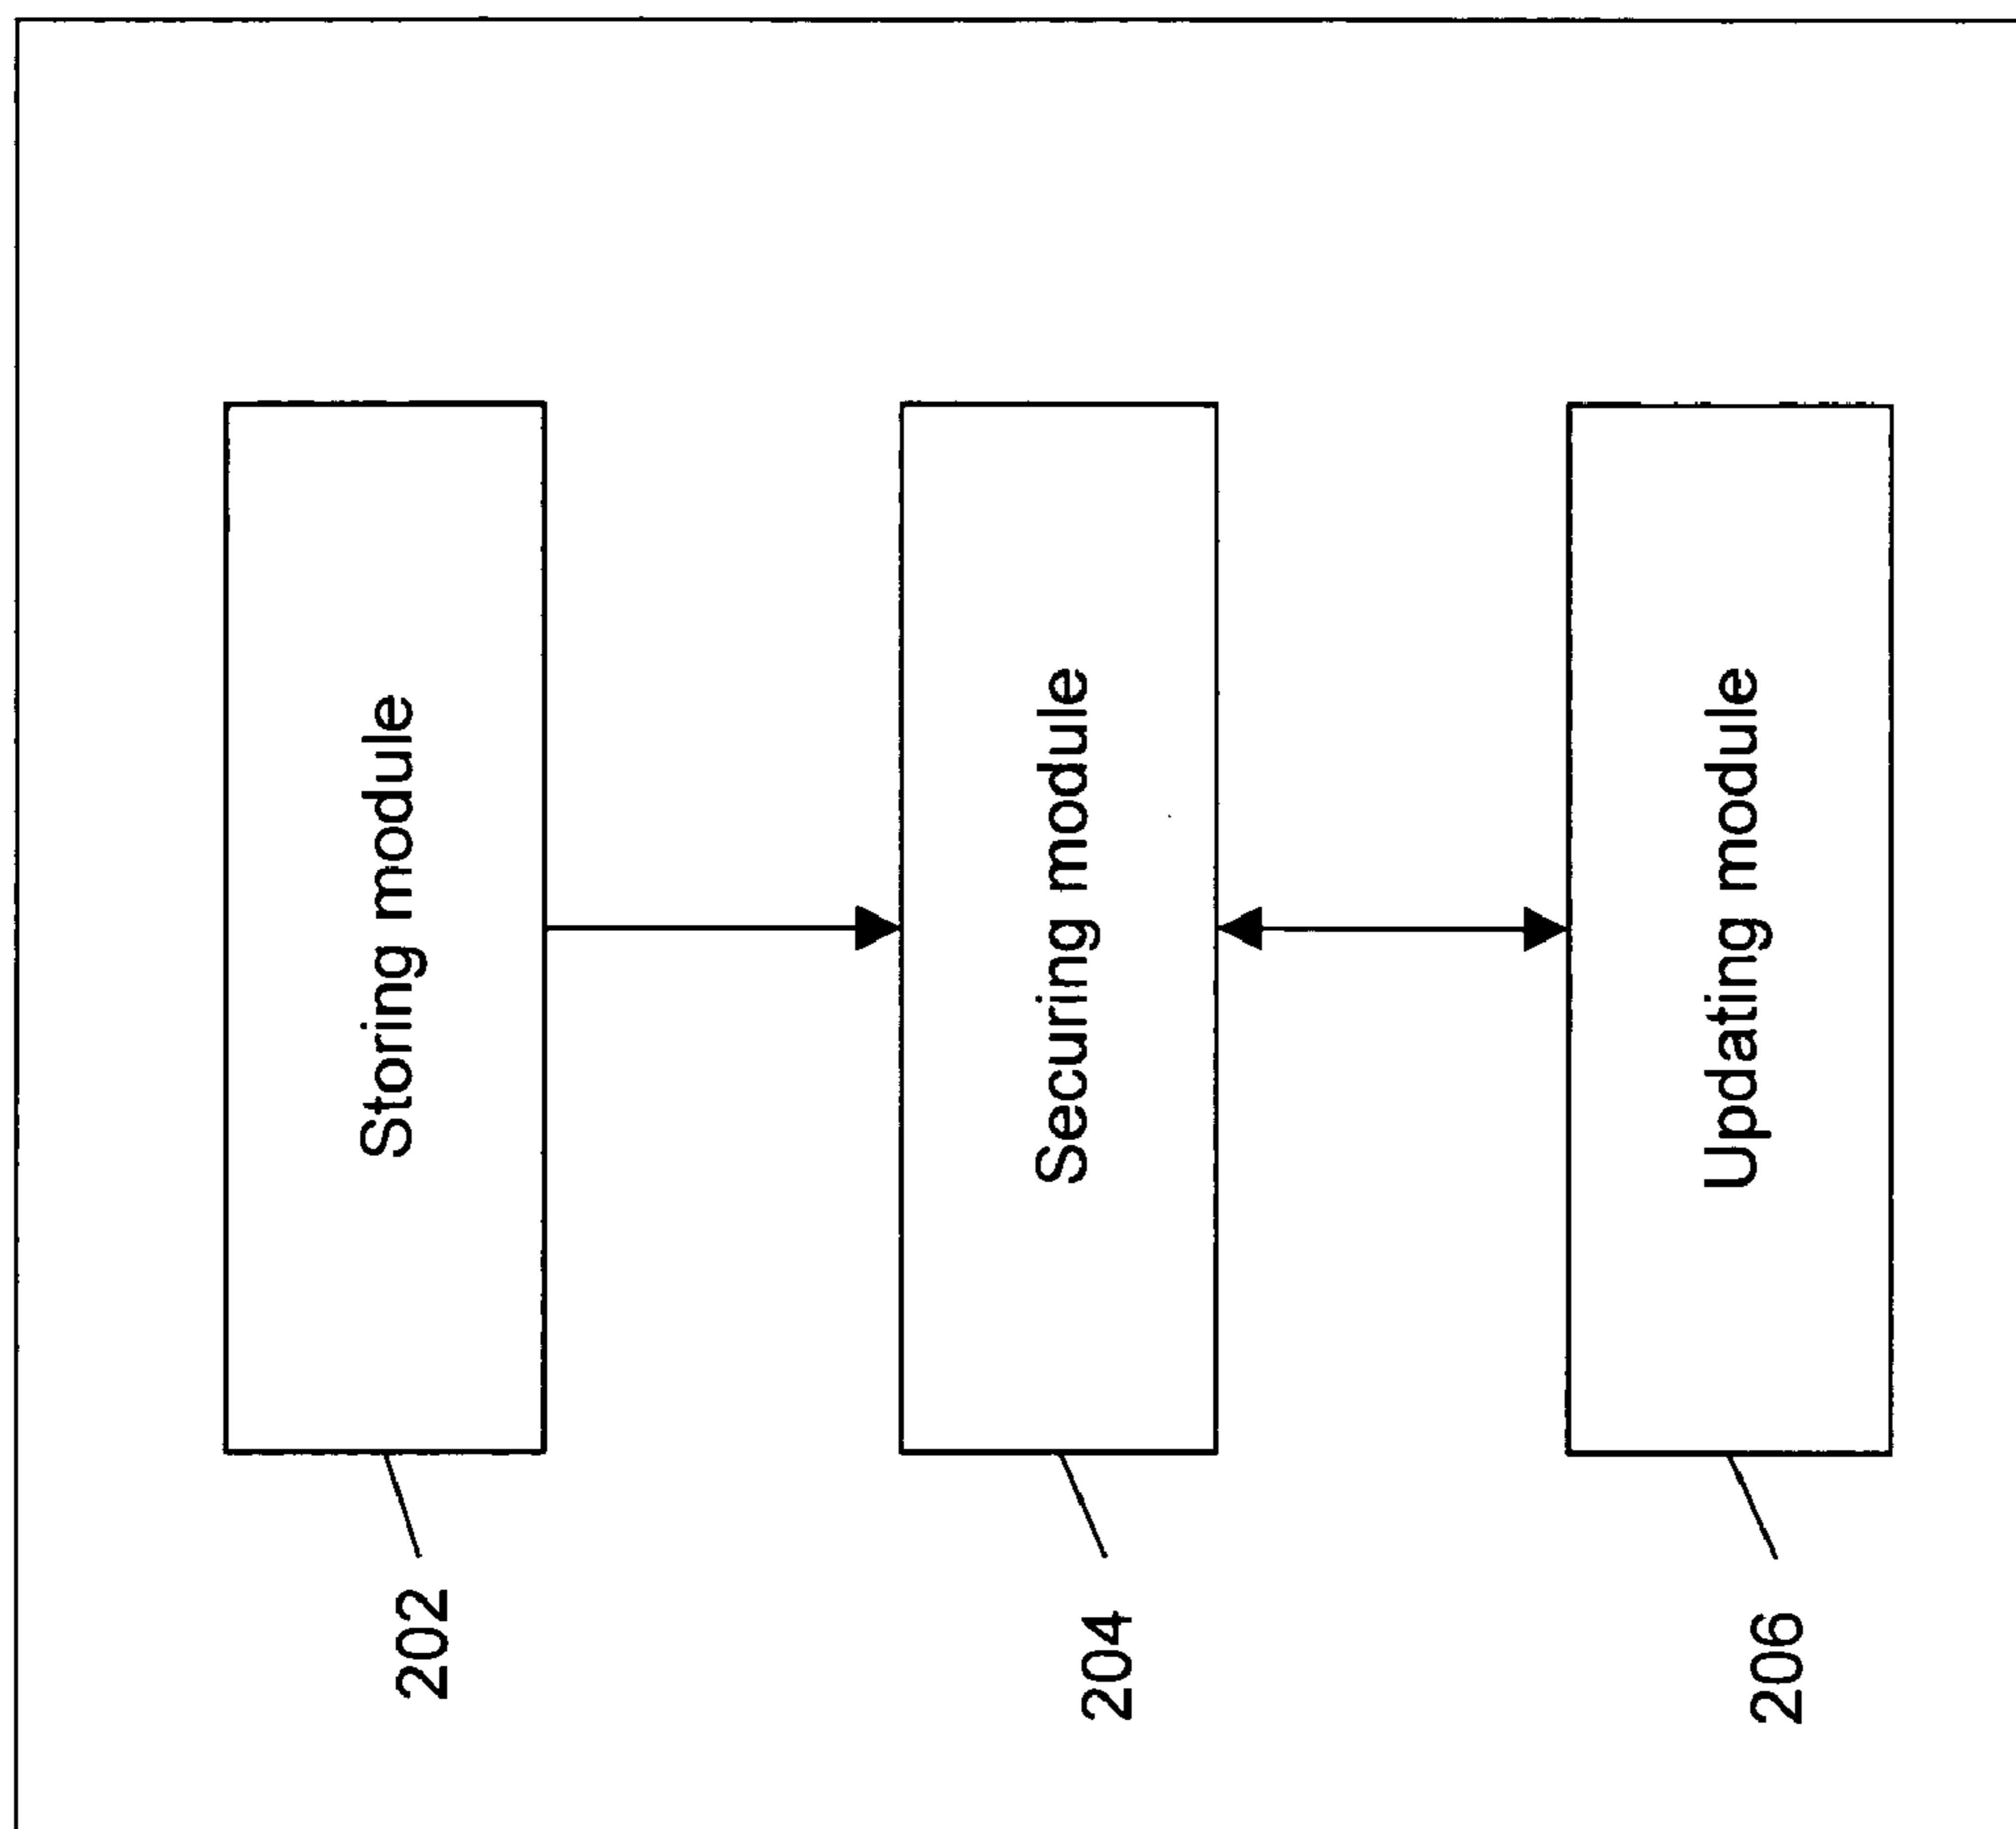 Storing module
202
Securing module
204
Updating module
206